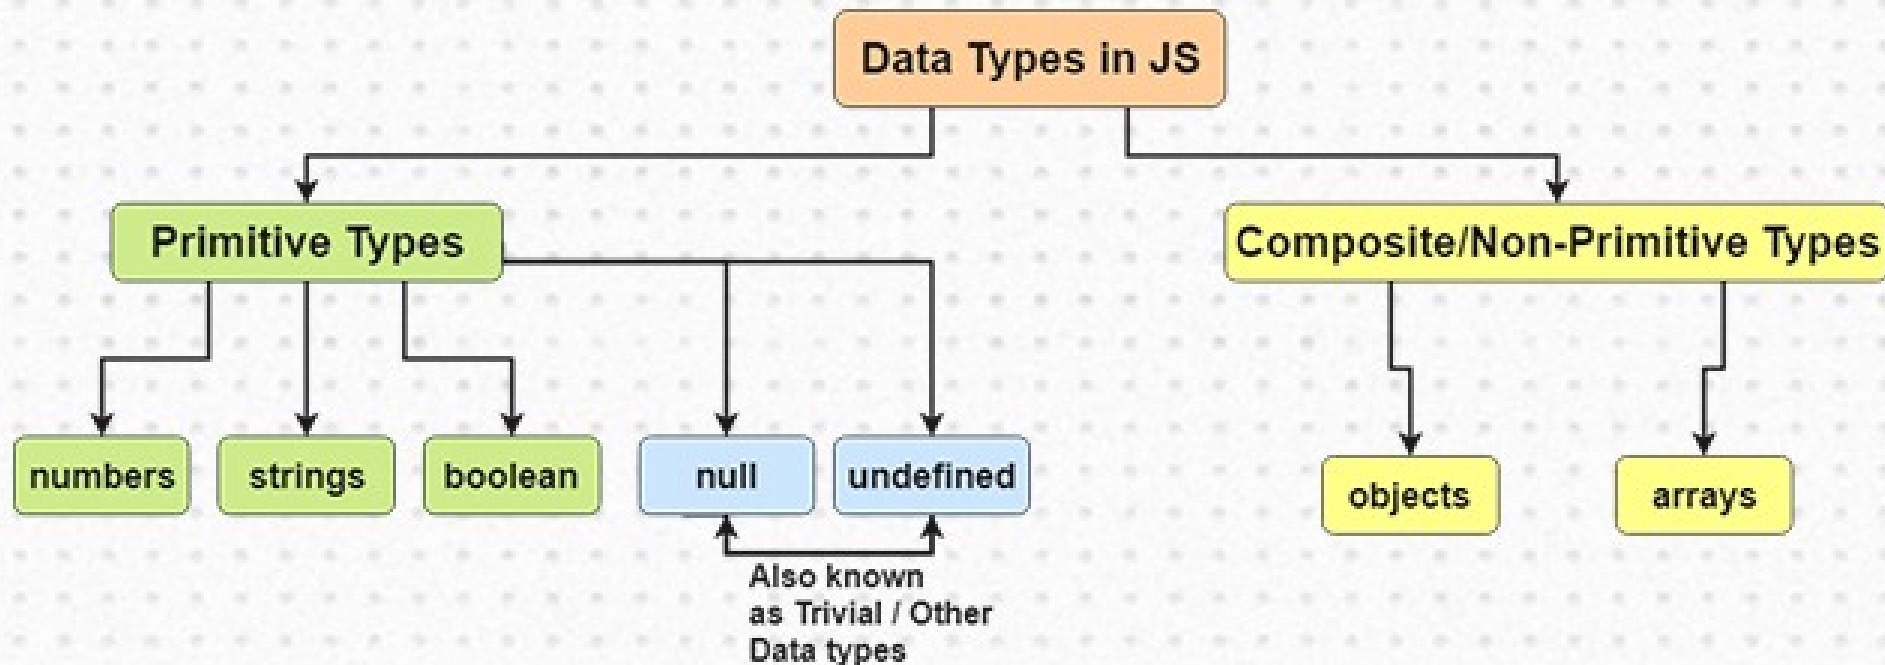 Data Types in JS
Primitive Types
Composite/Non-Primitive Types
numbers
strings
boolean
null
undefined
objects
arrays
Also known
as Trivial / Other
Data types